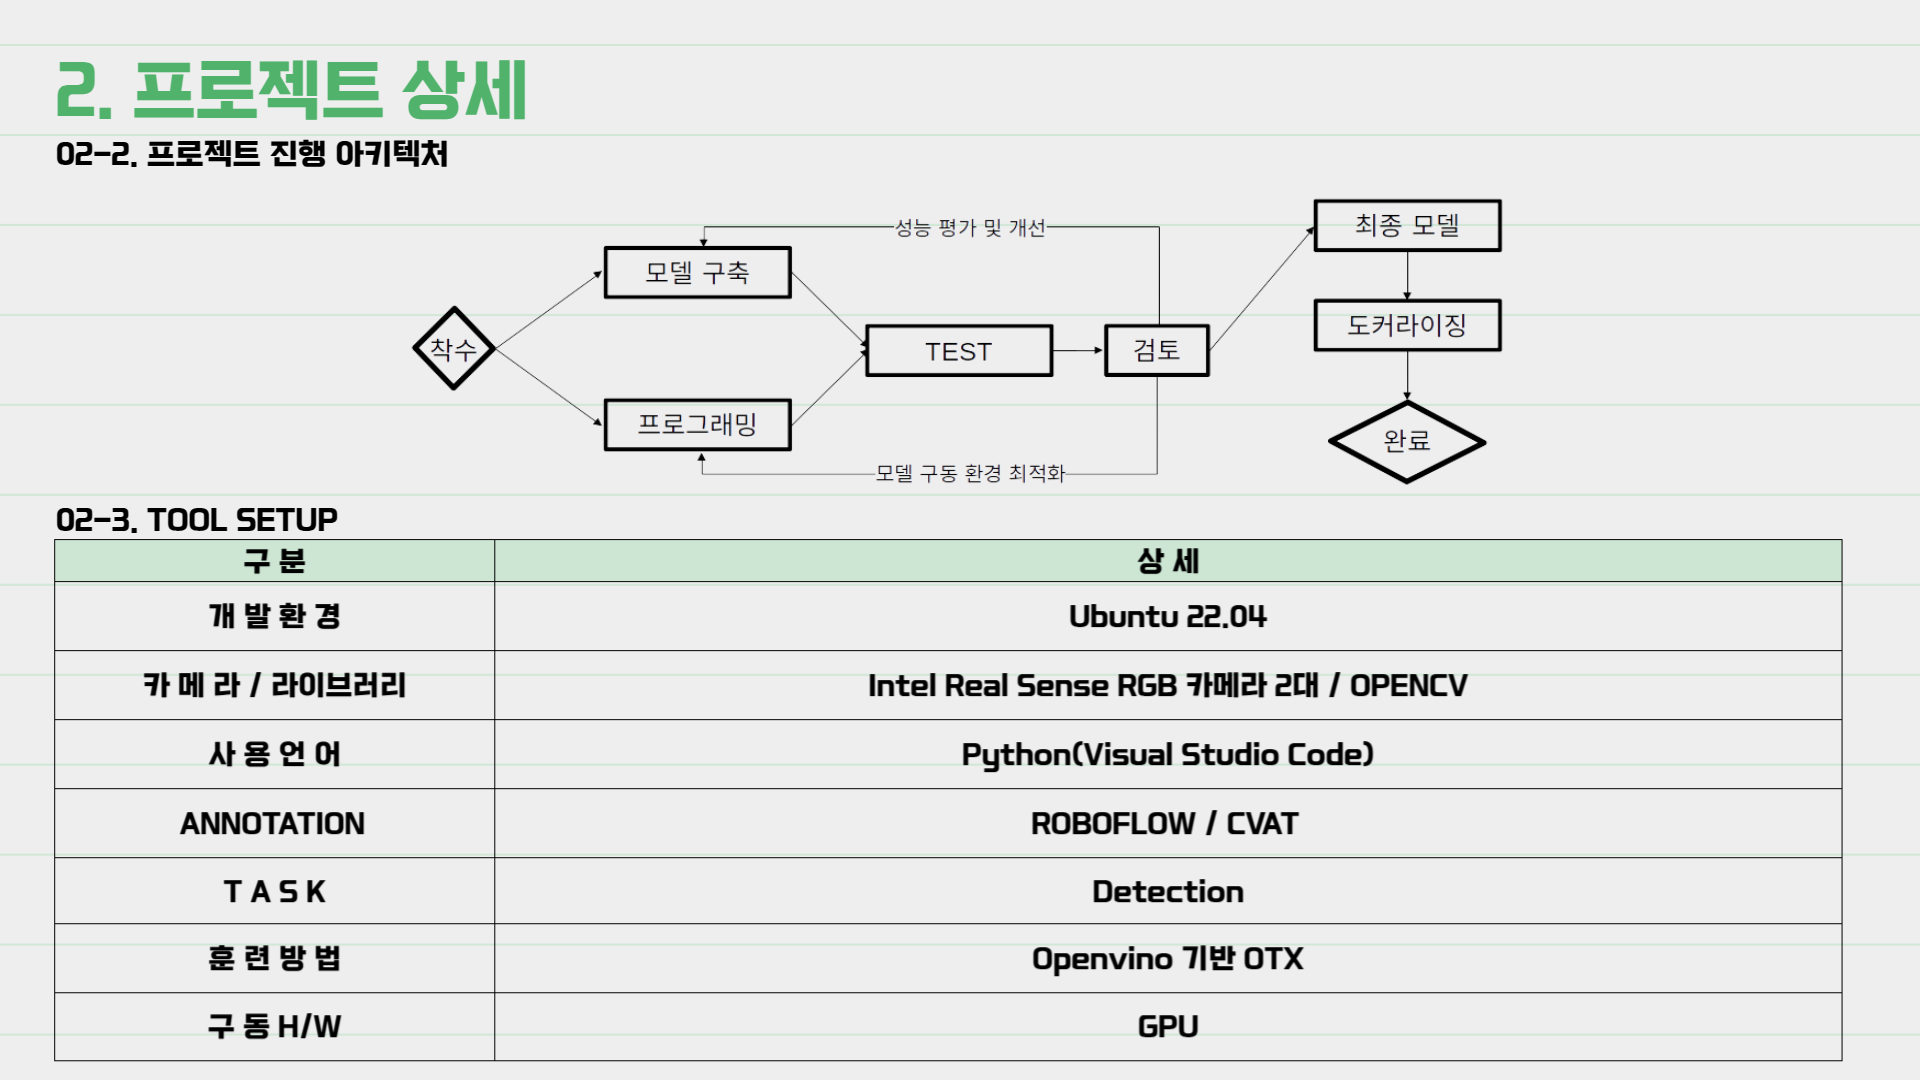 2. 프로젝트 상세
02-2. 프로젝트 진행 아키텍처
성능 평가 및 개선
최종 모델
모델 구축
도커라이징
착수
TEST
검토
프로그래밍
완료
모델 구동 환경 최적화
02-3. TOOL SETUP
구 분 상 세
개 발 환 경 Ubuntu 22.04
카 메 라 / 라이브러리 Intel Real Sense RGB 카메라 2대 / OPENCV
사 용 언 어 Python(Visual Studio Code)
ANNOTATION ROBOFLOW / CVAT
T A S K Detection
훈 련 방 법 Openvino 기반 OTX
구 동 H/W GPU